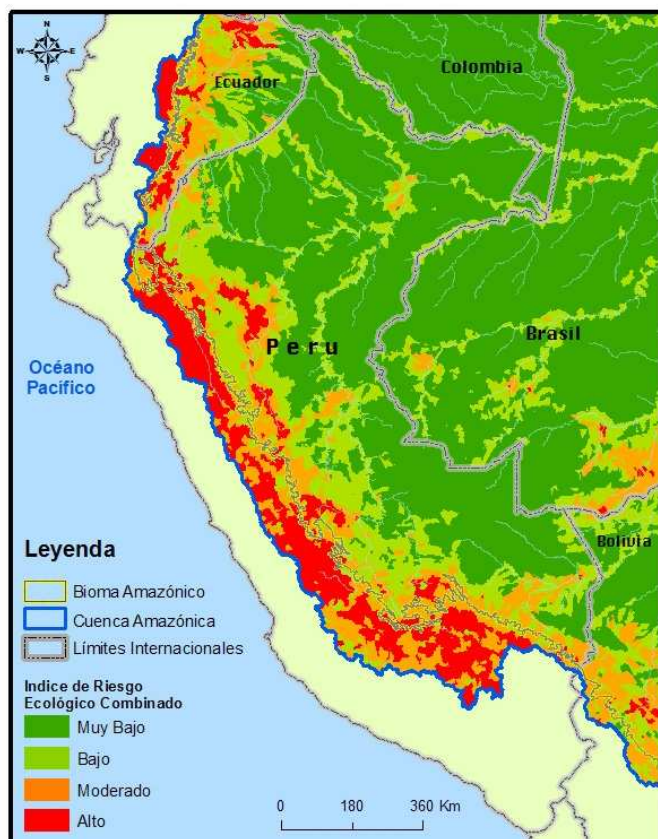 N
W E
S
Colombia
Ecuador
Peru
Brasil
Océano
Pacífico
Bolivia
Leyenda
Bioma Amazónico
Cuenca Amazónica
Límites Internacionales
Indice de Riesgo
Ecológico Combinado
Muy Bajo
Bajo
Moderado
Alto
0 180 360 Km